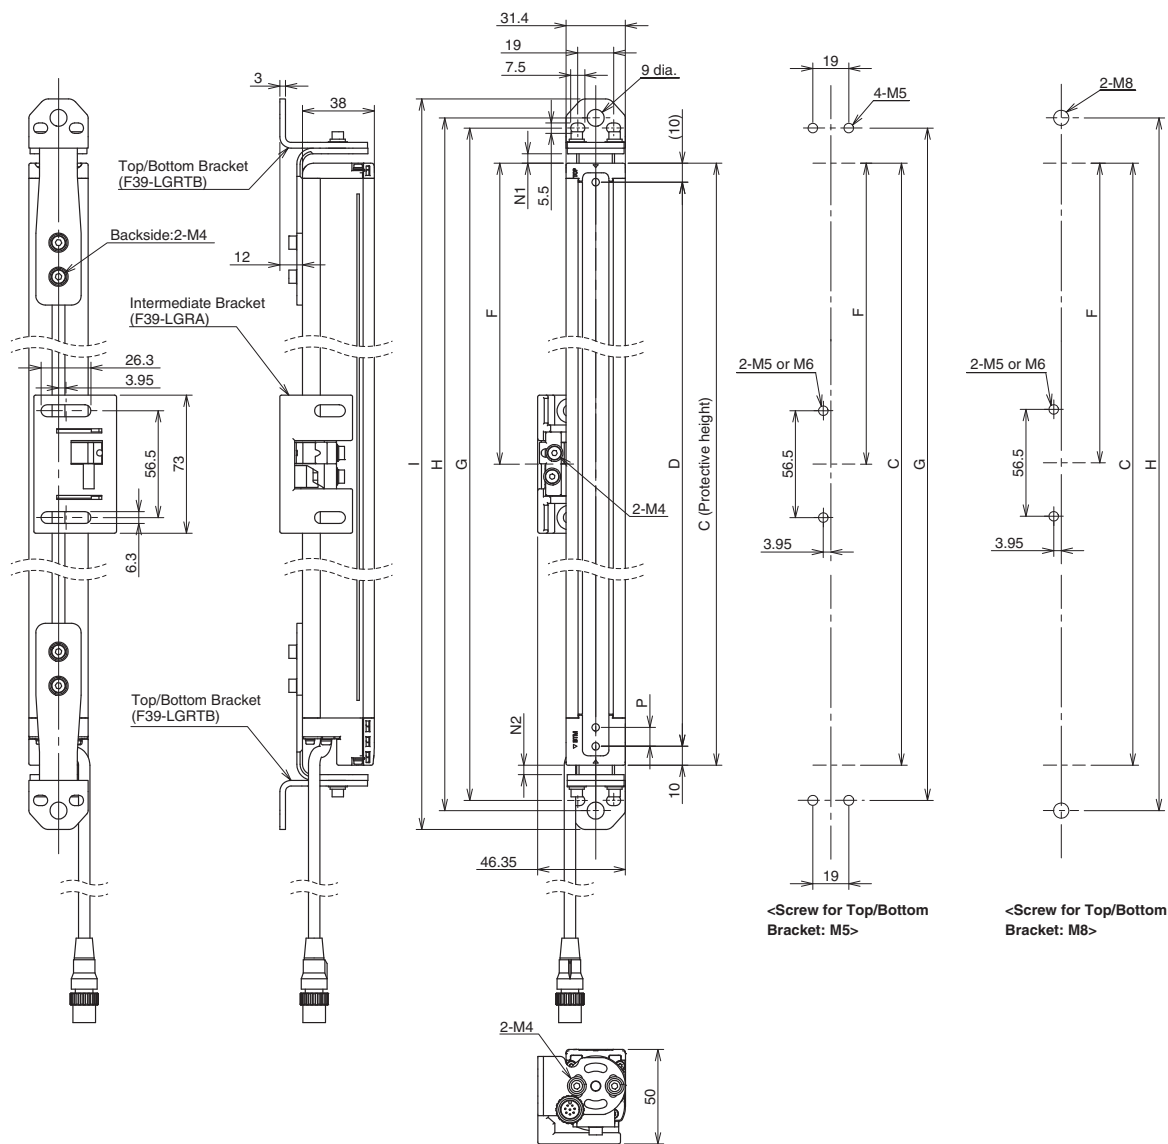 31.4
19
7.5
9 dia.
3
38
(10)
19
4-M5
2-M8
Top/Bottom Bracket
(F39-LGRTB)
N1
5.5
Backside:2-M4
12
Intermediate Bracket
(F39-LGRA)
F
F
F
26.3
3.95
2-M5 or M6
2-M5 or M6
56.5
73
I
H
G
D
C (Protective height)
56.5
C
G
56.5
C
H
2-M4
6.3
3.95
3.95
Top/Bottom Bracket
(F39-LGRTB)
N2
P
10
46.35
19
<Screw for Top/Bottom
Bracket: M5>
<Screw for Top/Bottom
Bracket: M8>
2-M4
50